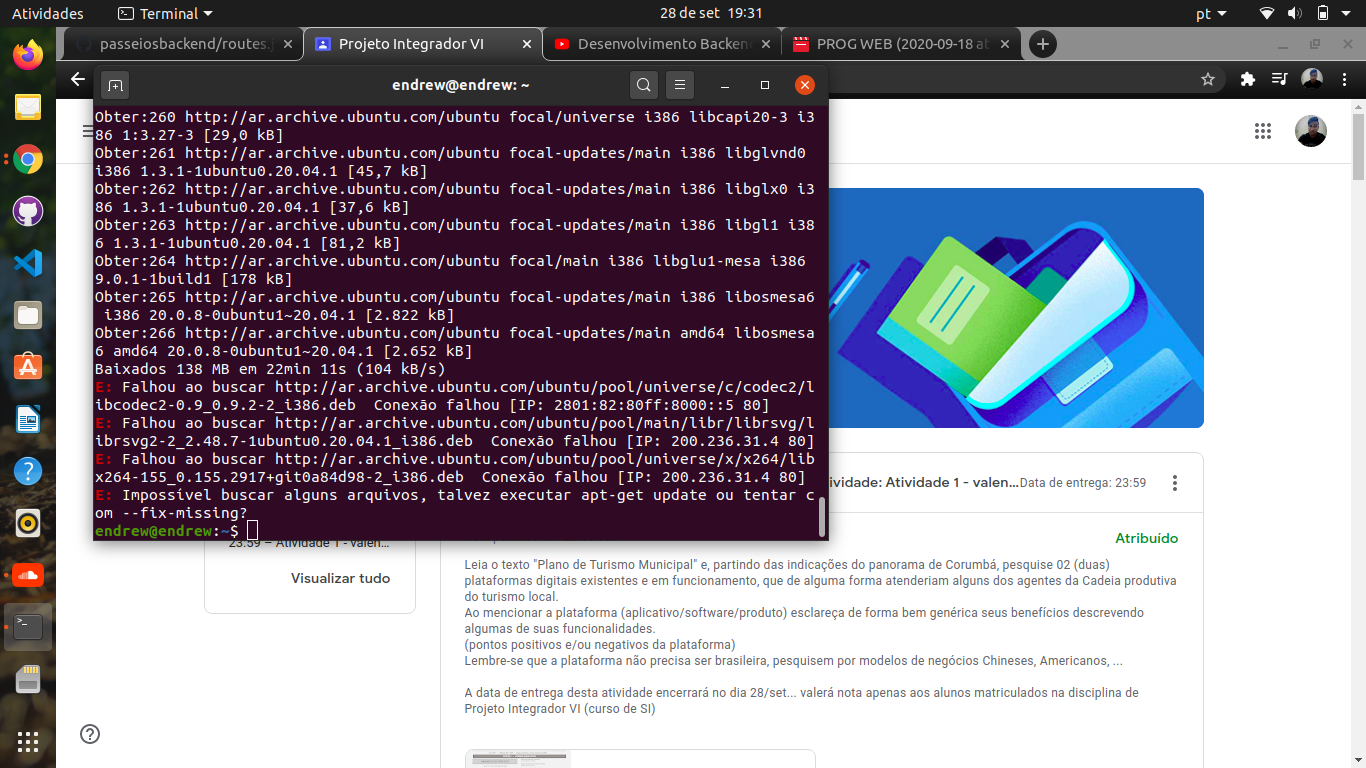 Atividades
Terminal
28 de set 19:31
pt
passeiosbackend/routes.j
Projeto Integrador VI
Desenvolvimento Backen
PROG WEB (2020-09-18 at
endrew@endrew: ~
Obter:260 http://ar.archive.ubuntu.com/ubuntu focal/universe i386 libcapi20-3 i3
86 1:3.27-3 [29,0 kB]
Obter:261 http://ar.archive.ubuntu.com/ubuntu focal-updates/main i386 libglvnd0
i386 1.3.1-1ubuntu0.20.04.1 [45,7 kB]
Obter:262 http://ar.archive.ubuntu.com/ubuntu focal-updates/main i386 libglx0 i3
86 1.3.1-1ubuntu0.20.04.1 [37,6 kB]
Obter:263 http://ar.archive.ubuntu.com/ubuntu focal-updates/main i386 libgl1 i38
6 1.3.1-1ubuntu0.20.04.1 [81,2 kB]
Obter:264 http://ar.archive.ubuntu.com/ubuntu focal/main i386 libglu1-mesa i386
9.0.1-1build1 [178 kB]
Obter:265 http://ar.archive.ubuntu.com/ubuntu focal-updates/main i386 libosmesa6
i386 20.0.8-0ubuntu1~20.04.1 [2.822 kB]
Obter:266 http://ar.archive.ubuntu.com/ubuntu focal-updates/main amd64 libosmesa
6 amd64 20.0.8-0ubuntu1~20.04.1 [2.652 kB]
Baixados 138 MB em 22min 11s (104 kB/s)
E: Falhou ao buscar http://ar.archive.ubuntu.com/ubuntu/pool/universe/c/codec2/l
ibcodec2-0.9_0.9.2-2_i386.deb  Conexão falhou [IP: 2801:82:80ff:8000::5 80]
E: Falhou ao buscar http://ar.archive.ubuntu.com/ubuntu/pool/main/libr/librsvg/l
ibrsvg2-2_2.48.7-1ubuntu0.20.04.1_i386.deb  Conexão falhou [IP: 200.236.31.4 80]
E: Falhou ao buscar http://ar.archive.ubuntu.com/ubuntu/pool/universe/x/x264/lib
x264-155_0.155.2917+git0a84d98-2_i386.deb  Conexão falhou [IP: 200.236.31.4 80]
E: Impossível buscar alguns arquivos, talvez executar apt-get update ou tentar c
om --fix-missing?
endrew@endrew:~$
ividade: Atividade 1 - valen...
Data de entrega: 23:59
23:59 – Atividade 1 - valen...
Visualizar tudo
Atribuído
Leia o texto "Plano de Turismo Municipal" e, partindo das indicações do panorama de Corumbá, pesquise 02 (duas)
plataformas digitais existentes e em funcionamento, que de alguma forma atenderiam alguns dos agentes da Cadeia produtiva
do turismo local.
Ao mencionar a plataforma (aplicativo/software/produto) esclareça de forma bem genérica seus benefícios descrevendo
algumas de suas funcionalidades.
(pontos positivos e/ou negativos da plataforma)
Lembre-se que a plataforma não precisa ser brasileira, pesquisem por modelos de negócios Chineses, Americanos, ...
A data de entrega desta atividade encerrará no dia 28/set... valerá nota apenas aos alunos matriculados na disciplina de
Projeto Integrador VI (curso de SI)